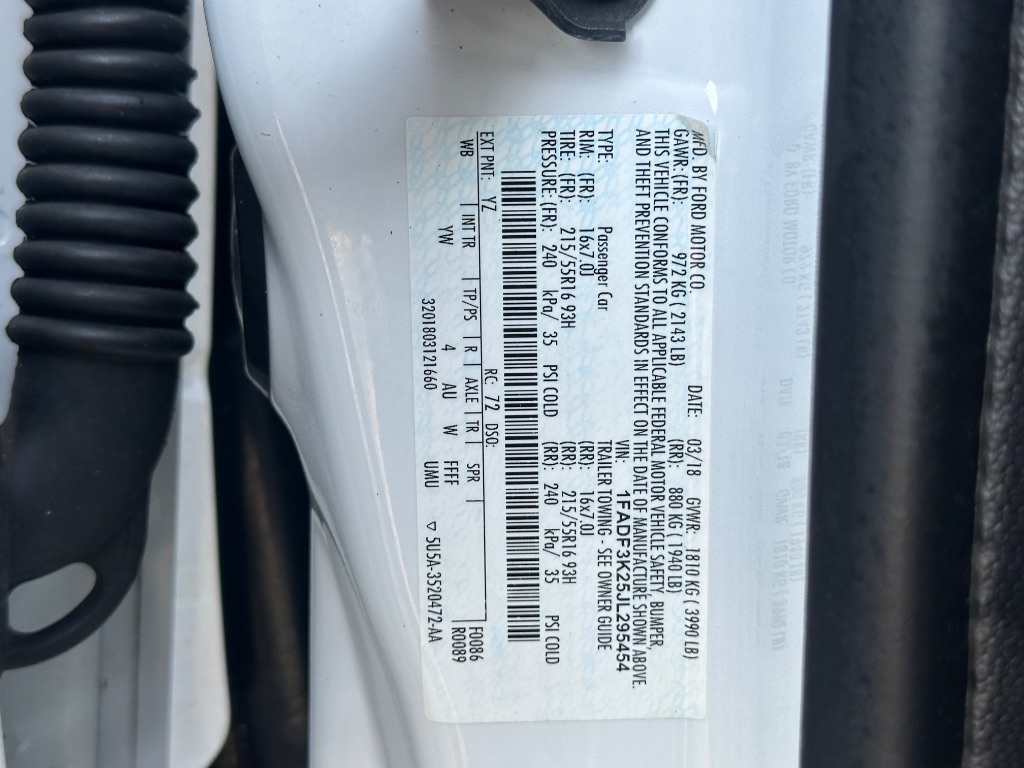 MFD. BY FORD MOTOR CO.
DATE: 03/18 GVWR: 1810 KG ( 3990 LB)
GAWR: (FR): 972 KG ( 2143 LB) (RR): 880 KG ( 1940 LB)
THIS VEHICLE CONFORMS TO ALL APPLICABLE FEDERAL MOTOR VEHICLE SAFETY, BUMPER,
AND THEFT PREVENTION STANDARDS IN EFFECT ON THE DATE OF MANUFACTURE SHOWN ABOVE.
VIN: 1FADF3K25JL295454
TYPE: Passenger Car TRAILER TOWING - SEE OWNER GUIDE
RIM: (FR): 16x7.0J (RR): 16x7.0J
TIRE: (FR): 215/55R16 93H (RR): 215/55R16 93H
PRESSURE: (FR): 240 kPa/ 35 PSI COLD (RR): 240 kPa/ 35 PSI COLD
EXT PNT: YZ RC: 72 DSO: F0086
WB | INT TR | TP/PS | R | AXLE | TR | SPR | R0089
YW 4 AU W FFFF
3201803121660 UMU ▽ 5U5A-3520472-AA